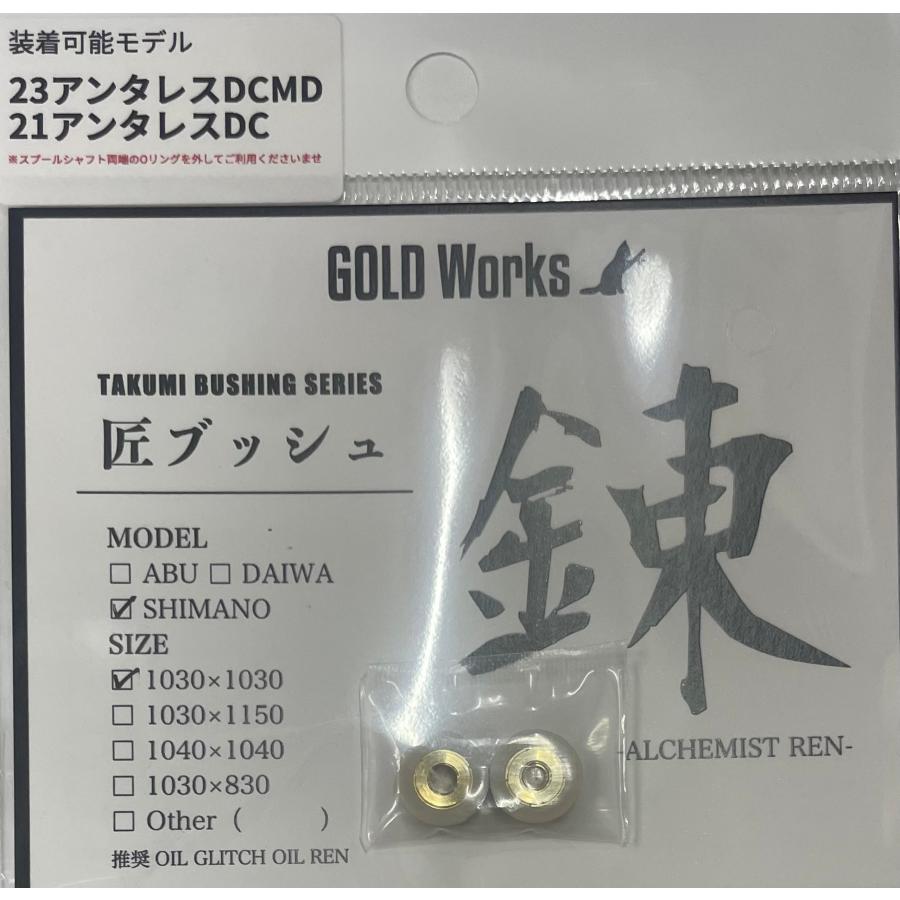 装着可能モデル
23アンタレスDCMD
21アンタレスDC
※スプールシャフト両端のOリングを外してご利用くださいませ
GOLD Works
TAKUMI BUSHING SERIES
匠ブッシュ
錬
MODEL
☐ ABU ☐ DAIWA
☑ SHIMANO
SIZE
☑ 1030×1030
☐ 1030×1150
☐ 1040×1040
☐ 1030×830
☐ Other ( )
推奨 OIL GLITCH OIL REN
-ALCHEMIST REN-